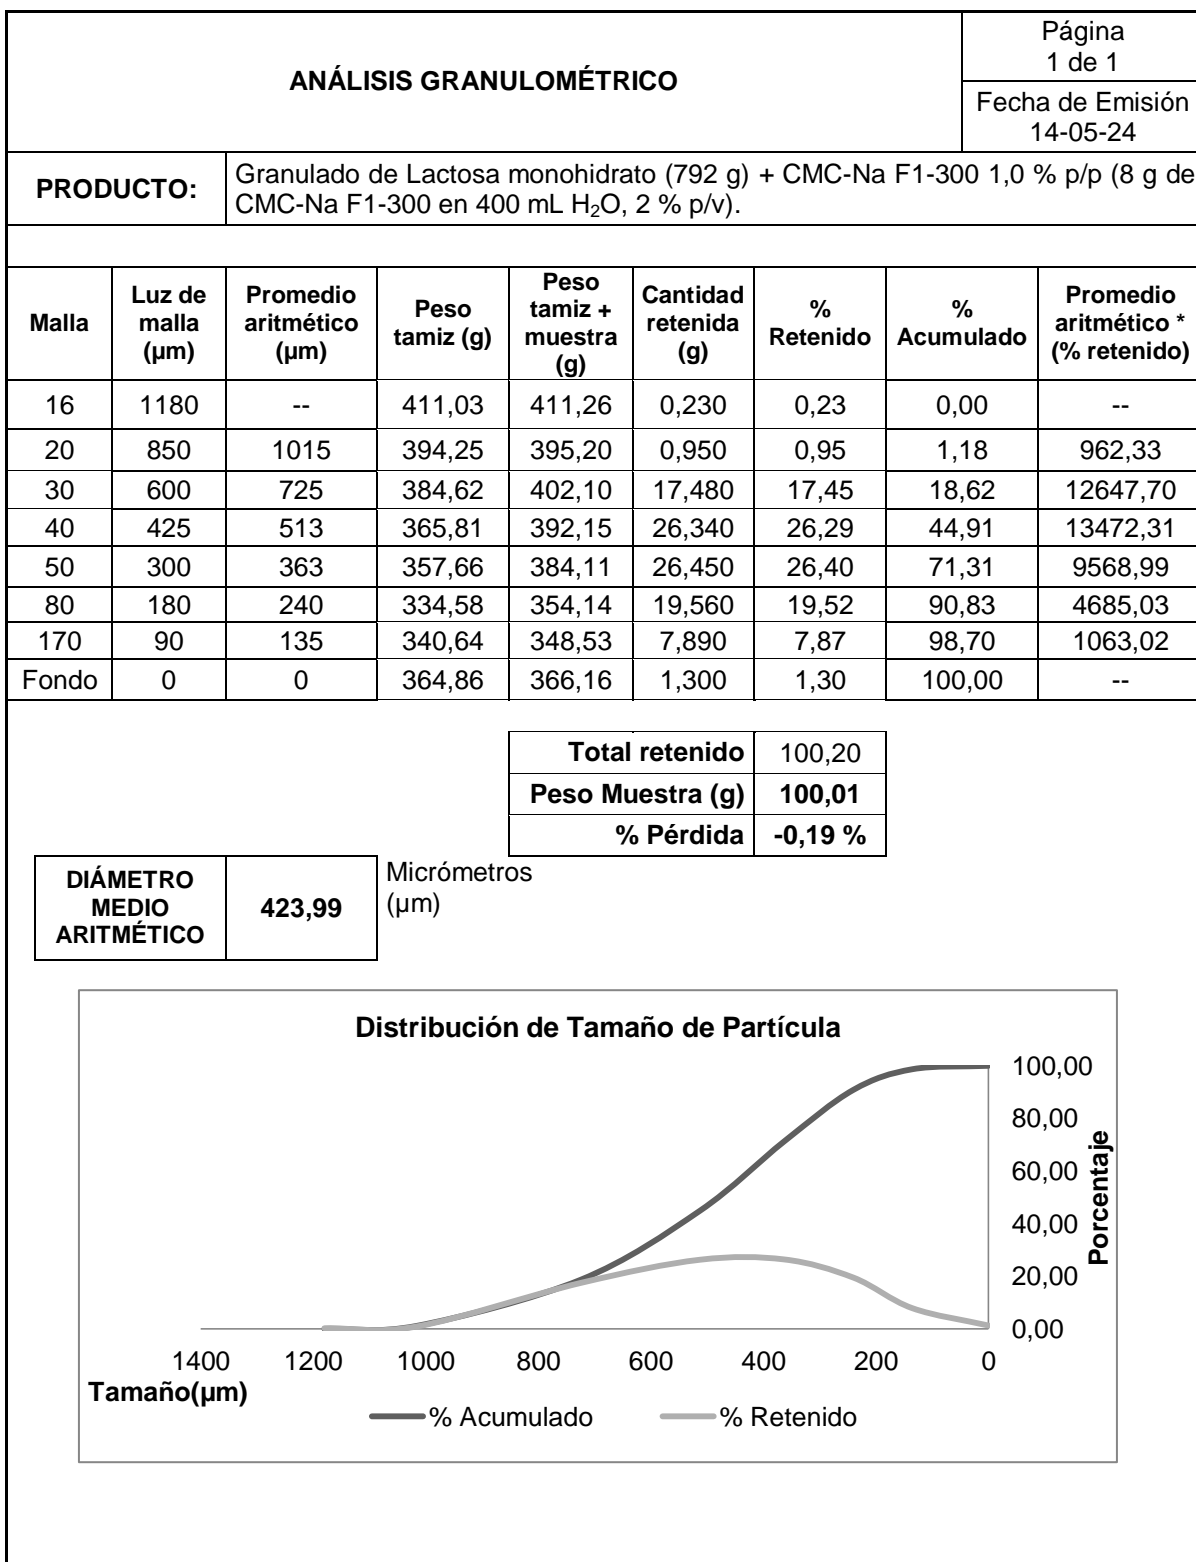 ANÁLISIS GRANULOMÉTRICO
Página
1 de 1
Fecha de Emisión
14-05-24
PRODUCTO:
Granulado de Lactosa monohidrato (792 g) + CMC-Na F1-300 1,0 % p/p (8 g de
CMC-Na F1-300 en 400 mL H₂O, 2 % p/v).
Malla Luz de malla (µm) Promedio aritmético (µm) Peso tamiz (g) Peso tamiz + muestra (g) Cantidad retenida (g) % Retenido % Acumulado Promedio aritmético * (% retenido)
16 1180 -- 411,03 411,26 0,230 0,23 0,00 --
20 850 1015 394,25 395,20 0,950 0,95 1,18 962,33
30 600 725 384,62 402,10 17,480 17,45 18,62 12647,70
40 425 513 365,81 392,15 26,340 26,29 44,91 13472,31
50 300 363 357,66 384,11 26,450 26,40 71,31 9568,99
80 180 240 334,58 354,14 19,560 19,52 90,83 4685,03
170 90 135 340,64 348,53 7,890 7,87 98,70 1063,02
Fondo 0 0 364,86 366,16 1,300 1,30 100,00 --
Total retenido 100,20
Peso Muestra (g) 100,01
% Pérdida -0,19 %
DIÁMETRO
MEDIO
ARITMÉTICO
423,99
Micrómetros
(µm)
Distribución de Tamaño de Partícula
100,00
80,00
60,00
40,00
20,00
0,00
Porcentaje
1400 1200 1000 800 600 400 200 0
Tamaño(µm)
% Acumulado % Retenido